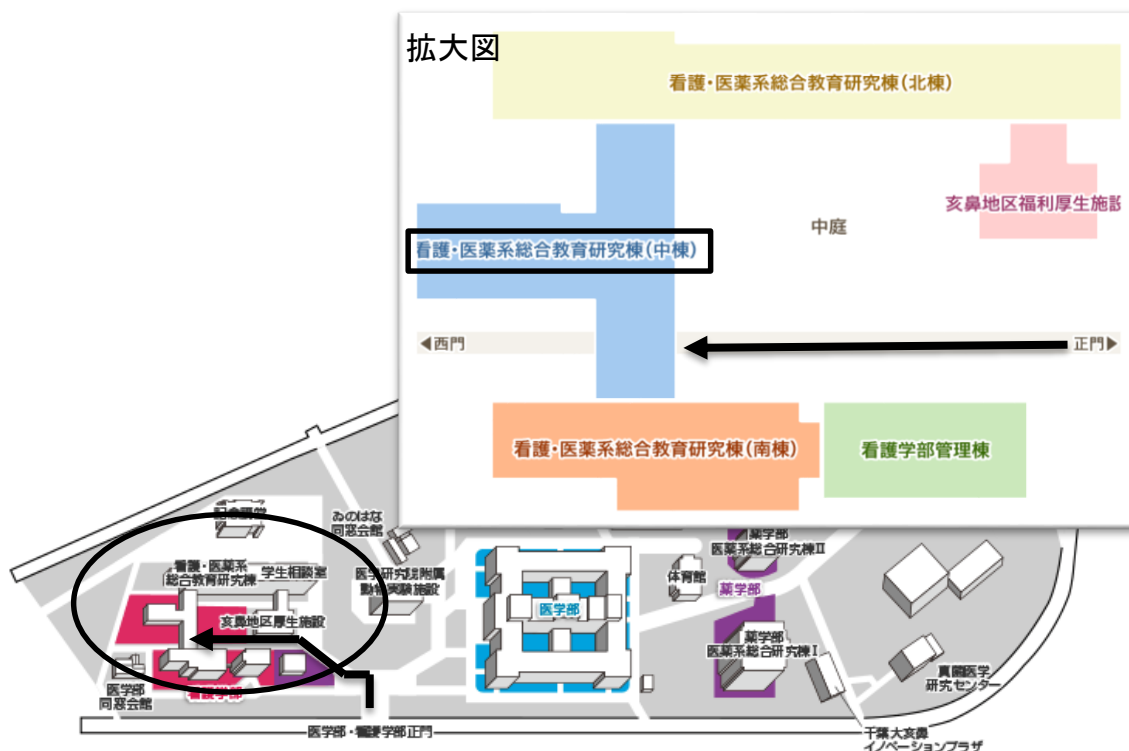 拡大図
看護・医薬系総合教育研究棟(北棟)
亥鼻地区福利厚生施設
中庭
看護・医薬系総合教育研究棟(中棟)
◀西門
正門▶
看護・医薬系総合教育研究棟(南棟)
看護学部管理棟
記念講堂
ゐのはな
同窓会館
看護・医薬系
総合教育研究棟
学生相談室
医学研究院附属
動物実験施設
亥鼻地区厚生施設
医学部
同窓会館
看護学部
医学部・看護学部正門
医学部
体育館
薬学部
医薬系総合研究棟Ⅱ
薬学部
薬学部
医薬系総合研究棟Ⅰ
真菌医学
研究センター
千葉大亥鼻
イノベーションプラザ